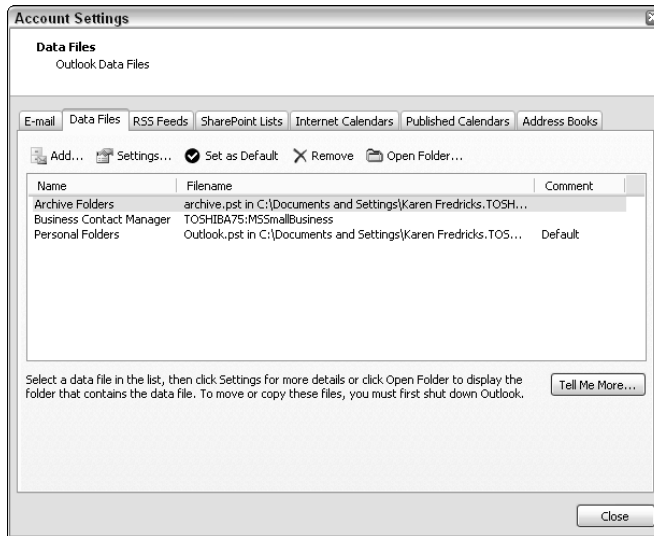 Account Settings
Data Files
Outlook Data Files
E-mail Data Files RSS Feeds SharePoint Lists Internet Calendars Published Calendars Address Books
Add... Settings... Set as Default Remove Open Folder...
Name Filename Comment
Archive Folders archive.pst in C:\Documents and Settings\Karen Fredricks.TOSH...
Business Contact Manager TOSHIBA75:MSSmallBusiness
Personal Folders Outlook.pst in C:\Documents and Settings\Karen Fredricks.TOS... Default
Select a data file in the list, then click Settings for more details or click Open Folder to display the
folder that contains the data file. To move or copy these files, you must first shut down Outlook.
Tell Me More...
Close